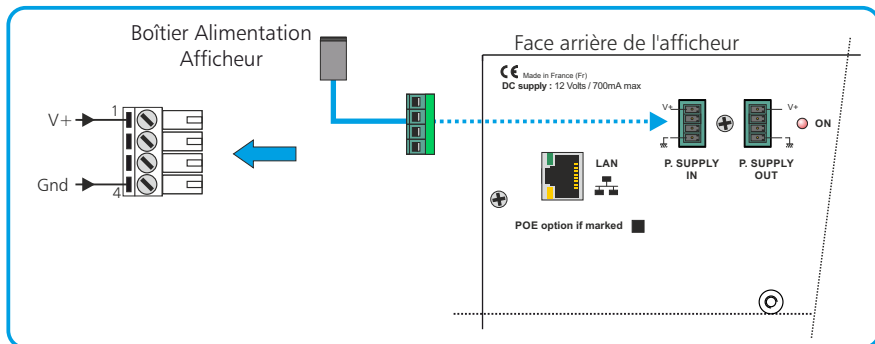 Boîtier Alimentation
Afficheur
Face arrière de l'afficheur
CE Made in France (Fr)
DC supply : 12 Volts / 700mA max
V+
1
Gnd
4
V+
V+
ON
LAN
P. SUPPLY
IN
P. SUPPLY
OUT
POE option if marked